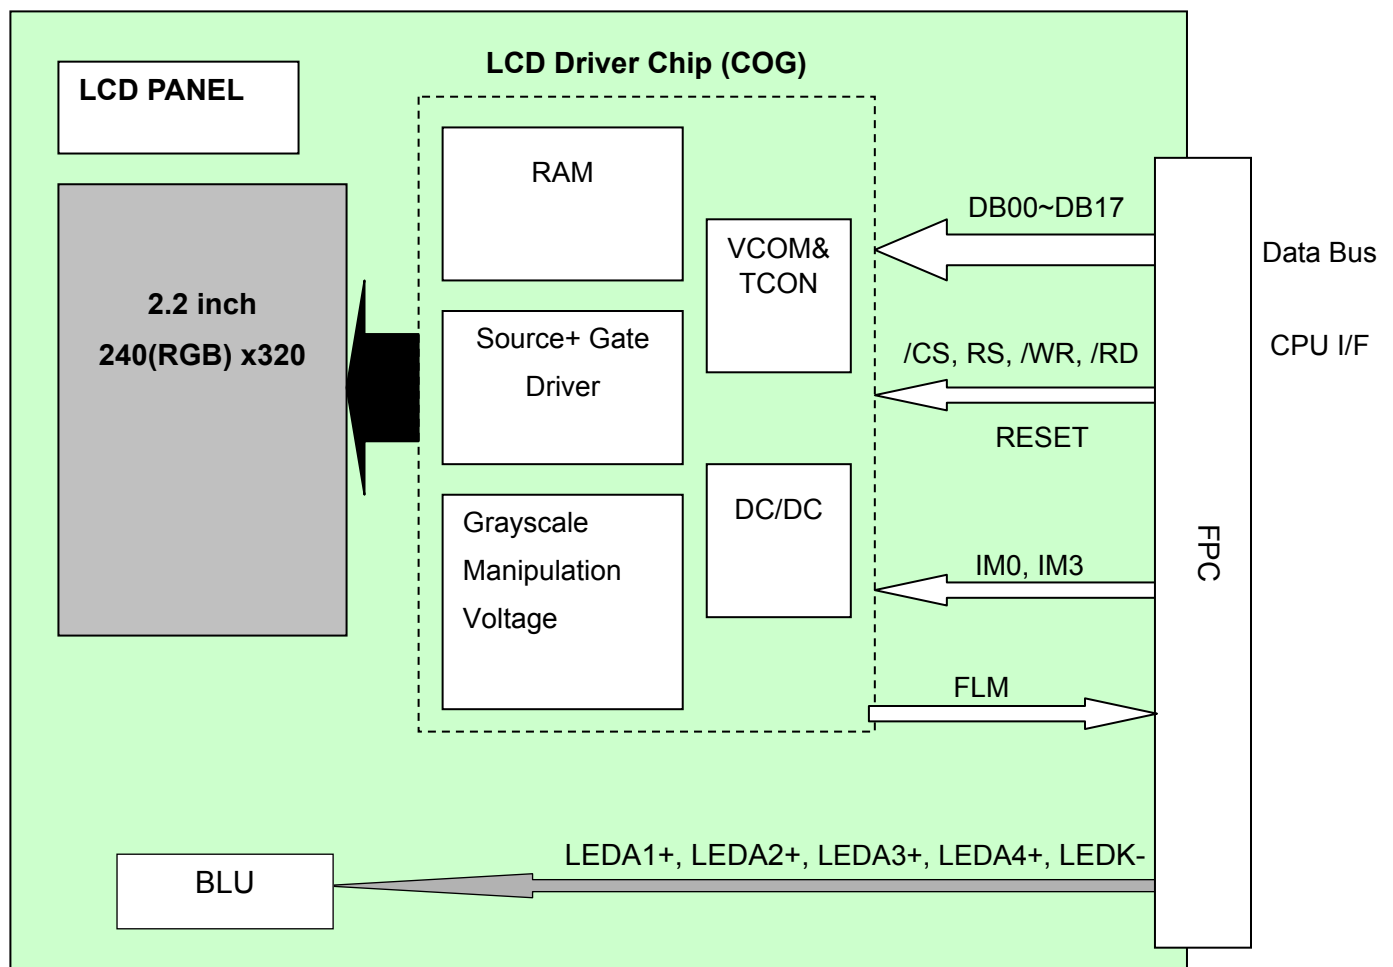 LCD Driver Chip (COG)
LCD PANEL
RAM
DB00~DB17
VCOM&
TCON
Data Bus
2.2 inch
240(RGB) x320
Source+ Gate
Driver
/CS, RS, /WR, /RD
CPU I/F
RESET
Grayscale
Manipulation
Voltage
DC/DC
IM0, IM3
FPC
FLM
LEDA1+, LEDA2+, LEDA3+, LEDA4+, LEDK-
BLU